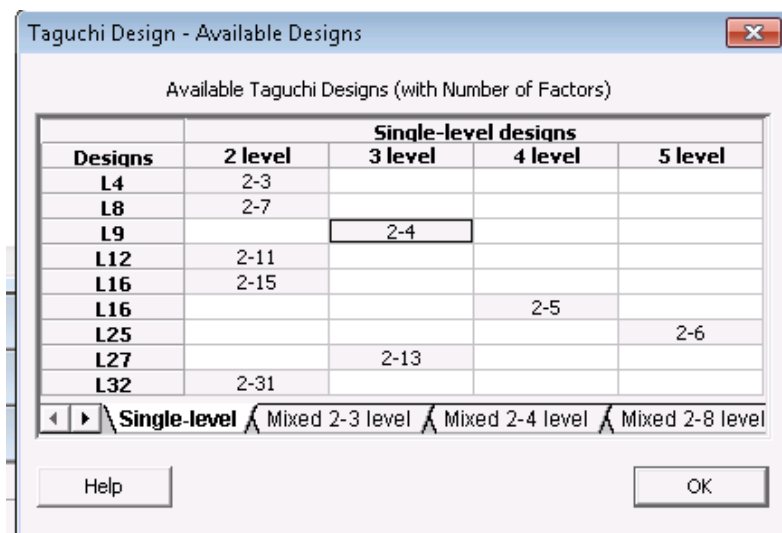 Taguchi Design - Available Designs
Available Taguchi Designs (with Number of Factors)
Single-level designs
Designs 2 level 3 level 4 level 5 level
L4 2-3
L8 2-7
L9 2-4
L12 2-11
L16 2-15
L16 2-5
L25 2-6
L27 2-13
L32 2-31
Single-level Mixed 2-3 level Mixed 2-4 level Mixed 2-8 level
Help OK